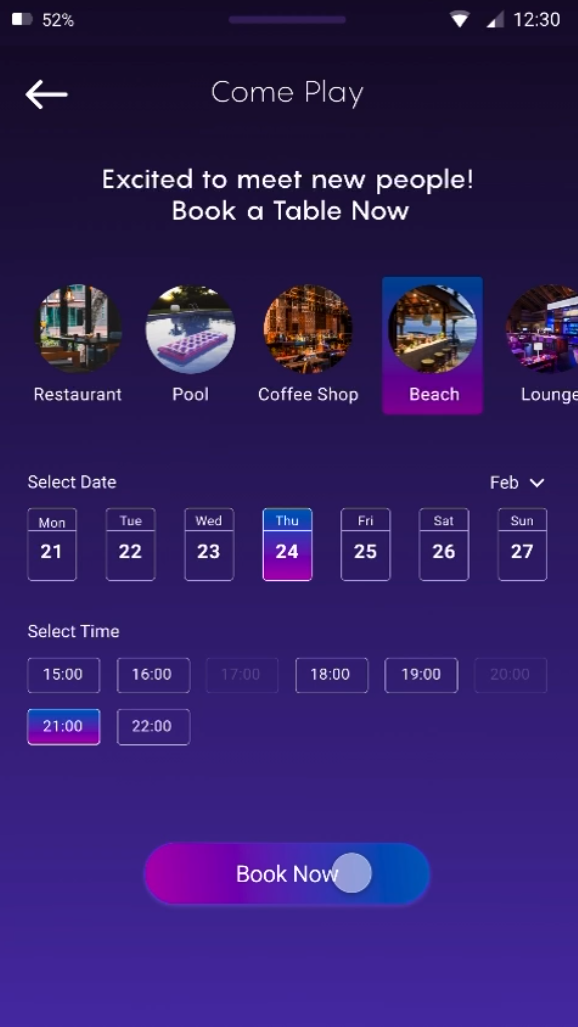 52%
12:30
Come Play
Excited to meet new people!
Book a Table Now
Restaurant Pool Coffee Shop Beach Lounge
Select Date Feb
Mon Tue Wed Thu Fri Sat Sun
21 22 23 24 25 26 27
Select Time
15:00 16:00 17:00 18:00 19:00 20:00
21:00 22:00
Book Now